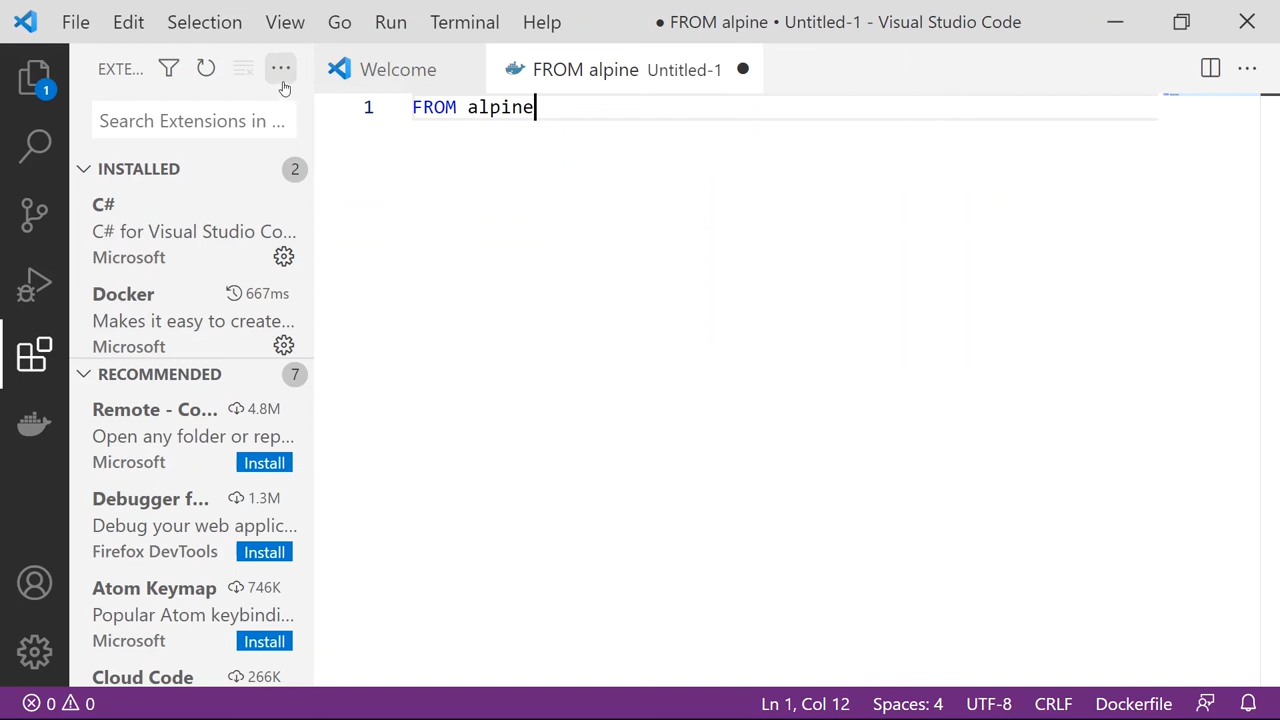 File Edit Selection View Go Run Terminal Help ● FROM alpine • Untitled-1 - Visual Studio Code
EXTE...
Welcome
FROM alpine Untitled-1
1
1 FROM alpine
Search Extensions in ...
INSTALLED 2
C#
C# for Visual Studio Co...
Microsoft
Docker 667ms
Makes it easy to create...
Microsoft
RECOMMENDED 7
Remote - Co... 4.8M
Open any folder or rep...
Microsoft Install
Debugger f... 1.3M
Debug your web applic...
Firefox DevTools Install
Atom Keymap 746K
Popular Atom keybindi...
Microsoft Install
Cloud Code 266K
0 0 Ln 1, Col 12 Spaces: 4 UTF-8 CRLF Dockerfile